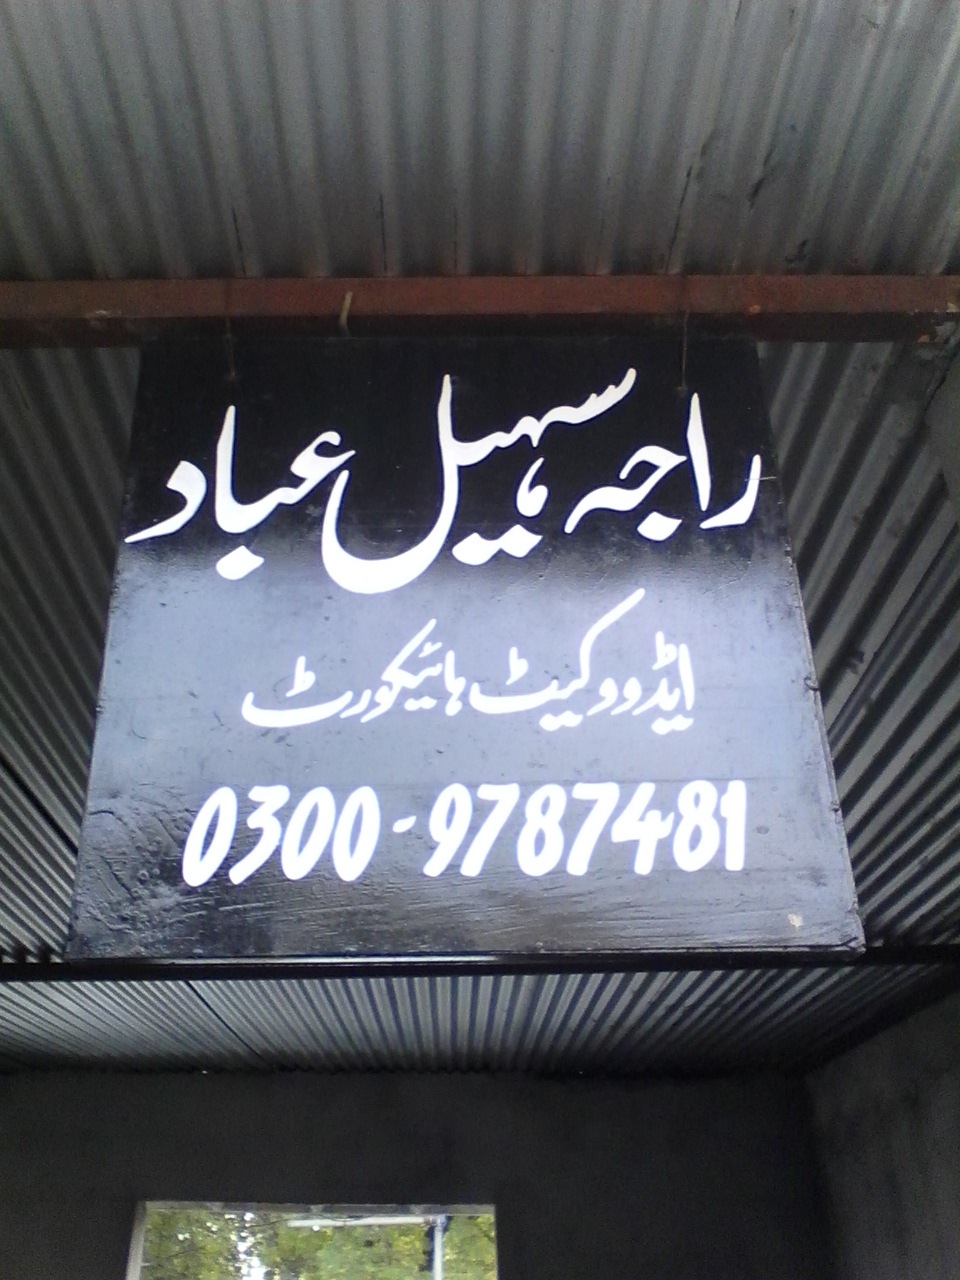 راجہ سہیل عباد
ایڈووکیٹ ہائیکورٹ
0300-9787481